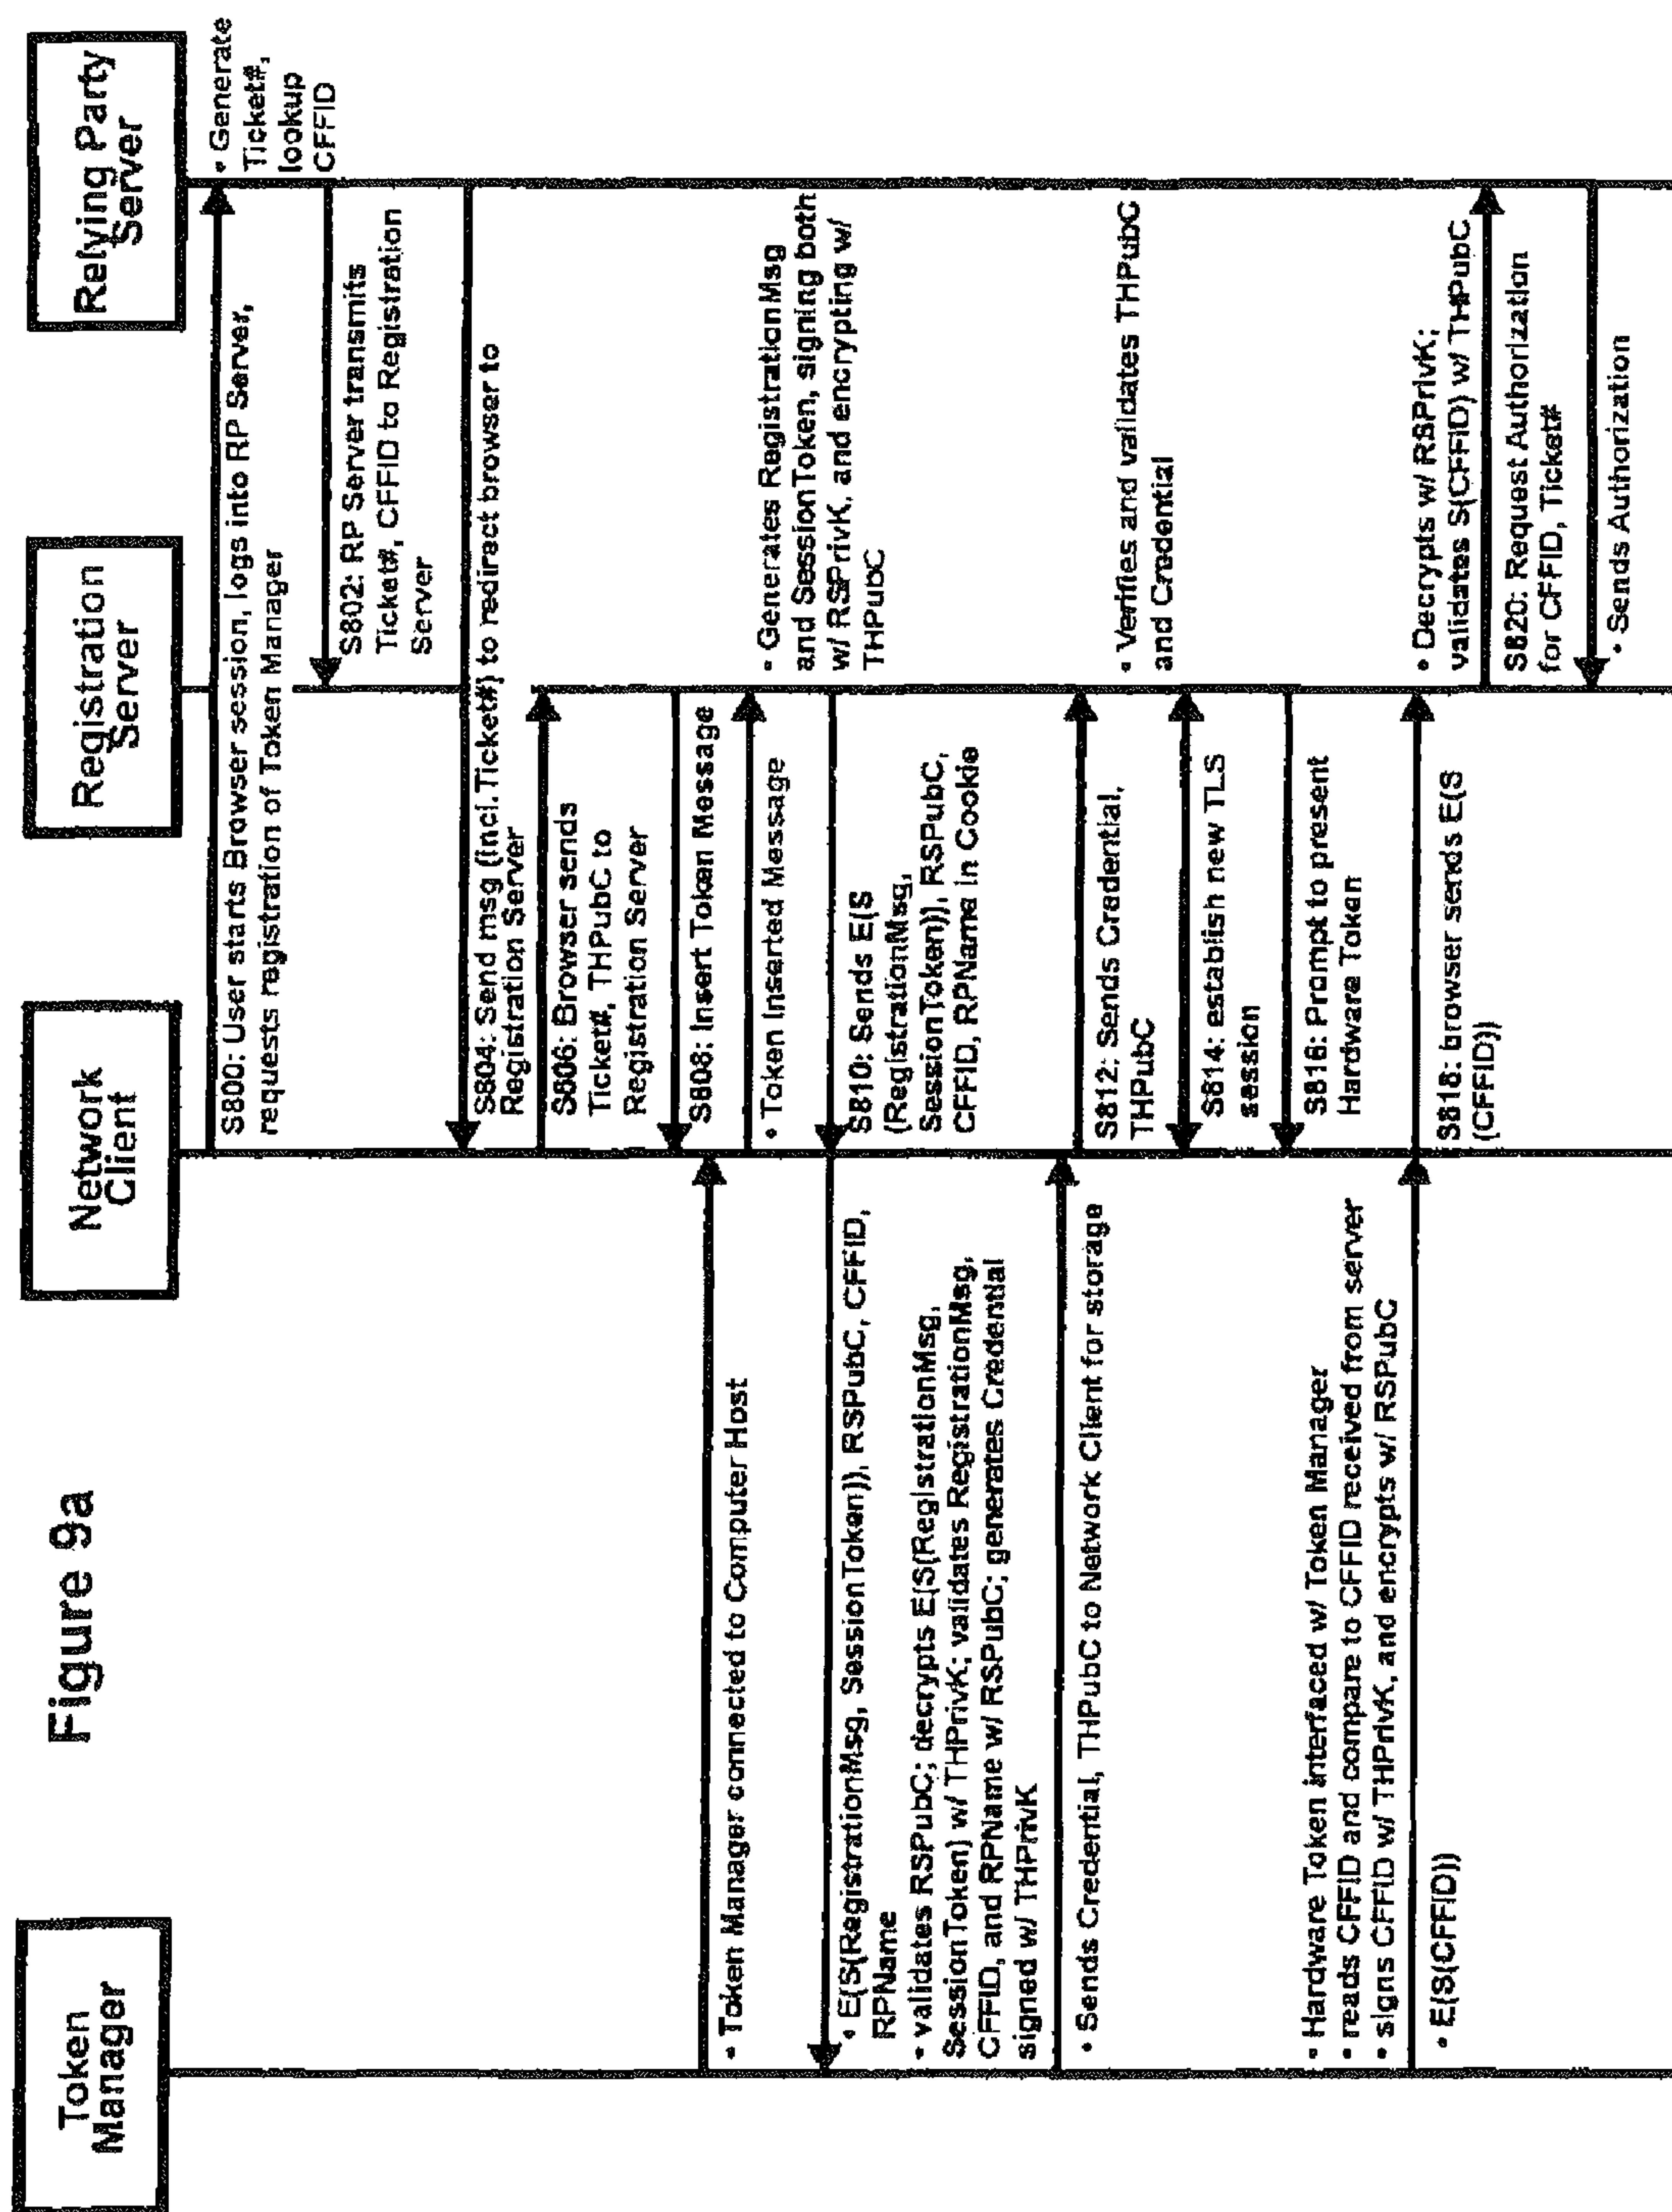 Figure 9a
Token
Manager
Network
Client
Registration
Server
Relying Party
Server
S800: User starts Browser session, logs into RP Server,
requests registration of Token Manager
• Generate
Ticket#,
lookup
CFFID
S802: RP Server transmits
Ticket#, CFFID to Registration
Server
S804: Send msg (incl. Ticket#) to redirect browser to
Registration Server
S806: Browser sends
Ticket#, THPubC to
Registration Server
S808: Insert Token Message
• Token Manager connected to Computer Host
• Token Inserted Message
• Generates RegistrationMsg
and SessionToken, signing both
w/ RSPrivK, and encrypting w/
THPubC
S810: Sends E(S
(RegistrationMsg,
SessionToken)), RSPubC,
CFFID, RPName in Cookie
• E(S(RegistrationMsg, SessionToken)), RSPubC, CFFID,
RPName
• validates RSPubC; decrypts E(S(RegistrationMsg,
SessionToken) w/ THPrivK; validates RegistrationMsg,
CFFID, and RPName w/ RSPubC; generates Credential
signed w/ THPrivK
• Sends Credential, THPubC to Network Client for storage
S812: Sends Credential,
THPubC
• Verifies and validates THPubC
and Credential
S814: establish new TLS
session
S816: Prompt to present
Hardware Token
• Hardware Token interfaced w/ Token Manager
• reads CFFID and compare to CFFID received from server
• signs CFFID w/ THPrivK, and encrypts w/ RSPubC
• E(S(CFFID))
S818: browser sends E(S
(CFFID))
• Decrypts w/ RSPrivK;
validates S(CFFID) w/ THPubC
S820: Request Authorization
for CFFID, Ticket#
• Sends Authorization